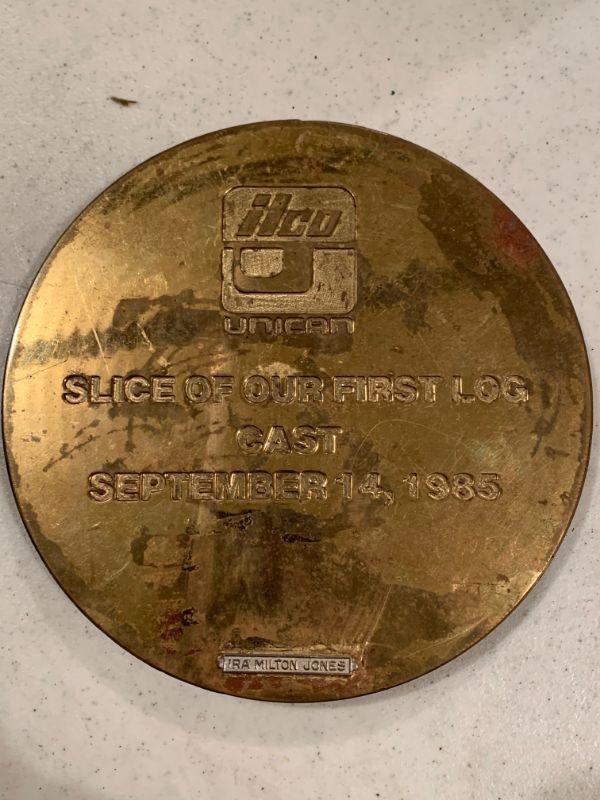 ilco
UNICAN
SLICE OF OUR FIRST LOG
CAST
SEPTEMBER 14, 1985
IRA MILTON JONES